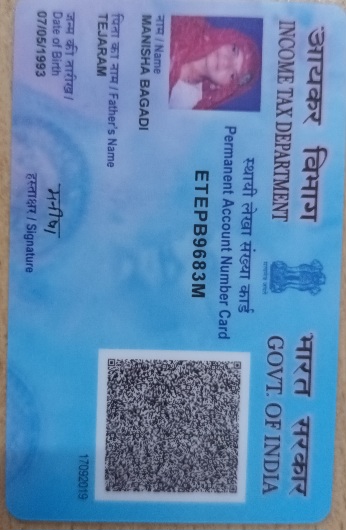 आयकर विभाग
INCOME TAX DEPARTMENT
भारत सरकार
GOVT. OF INDIA
स्थायी लेखा संख्या कार्ड
Permanent Account Number Card
ETEPB9683M
नाम / Name
MANISHA BAGADI
पिता का नाम / Father's Name
TEJARAM
जन्म की तारीख /
Date of Birth
07/05/1993
मनीषा
हस्ताक्षर / Signature
17092019